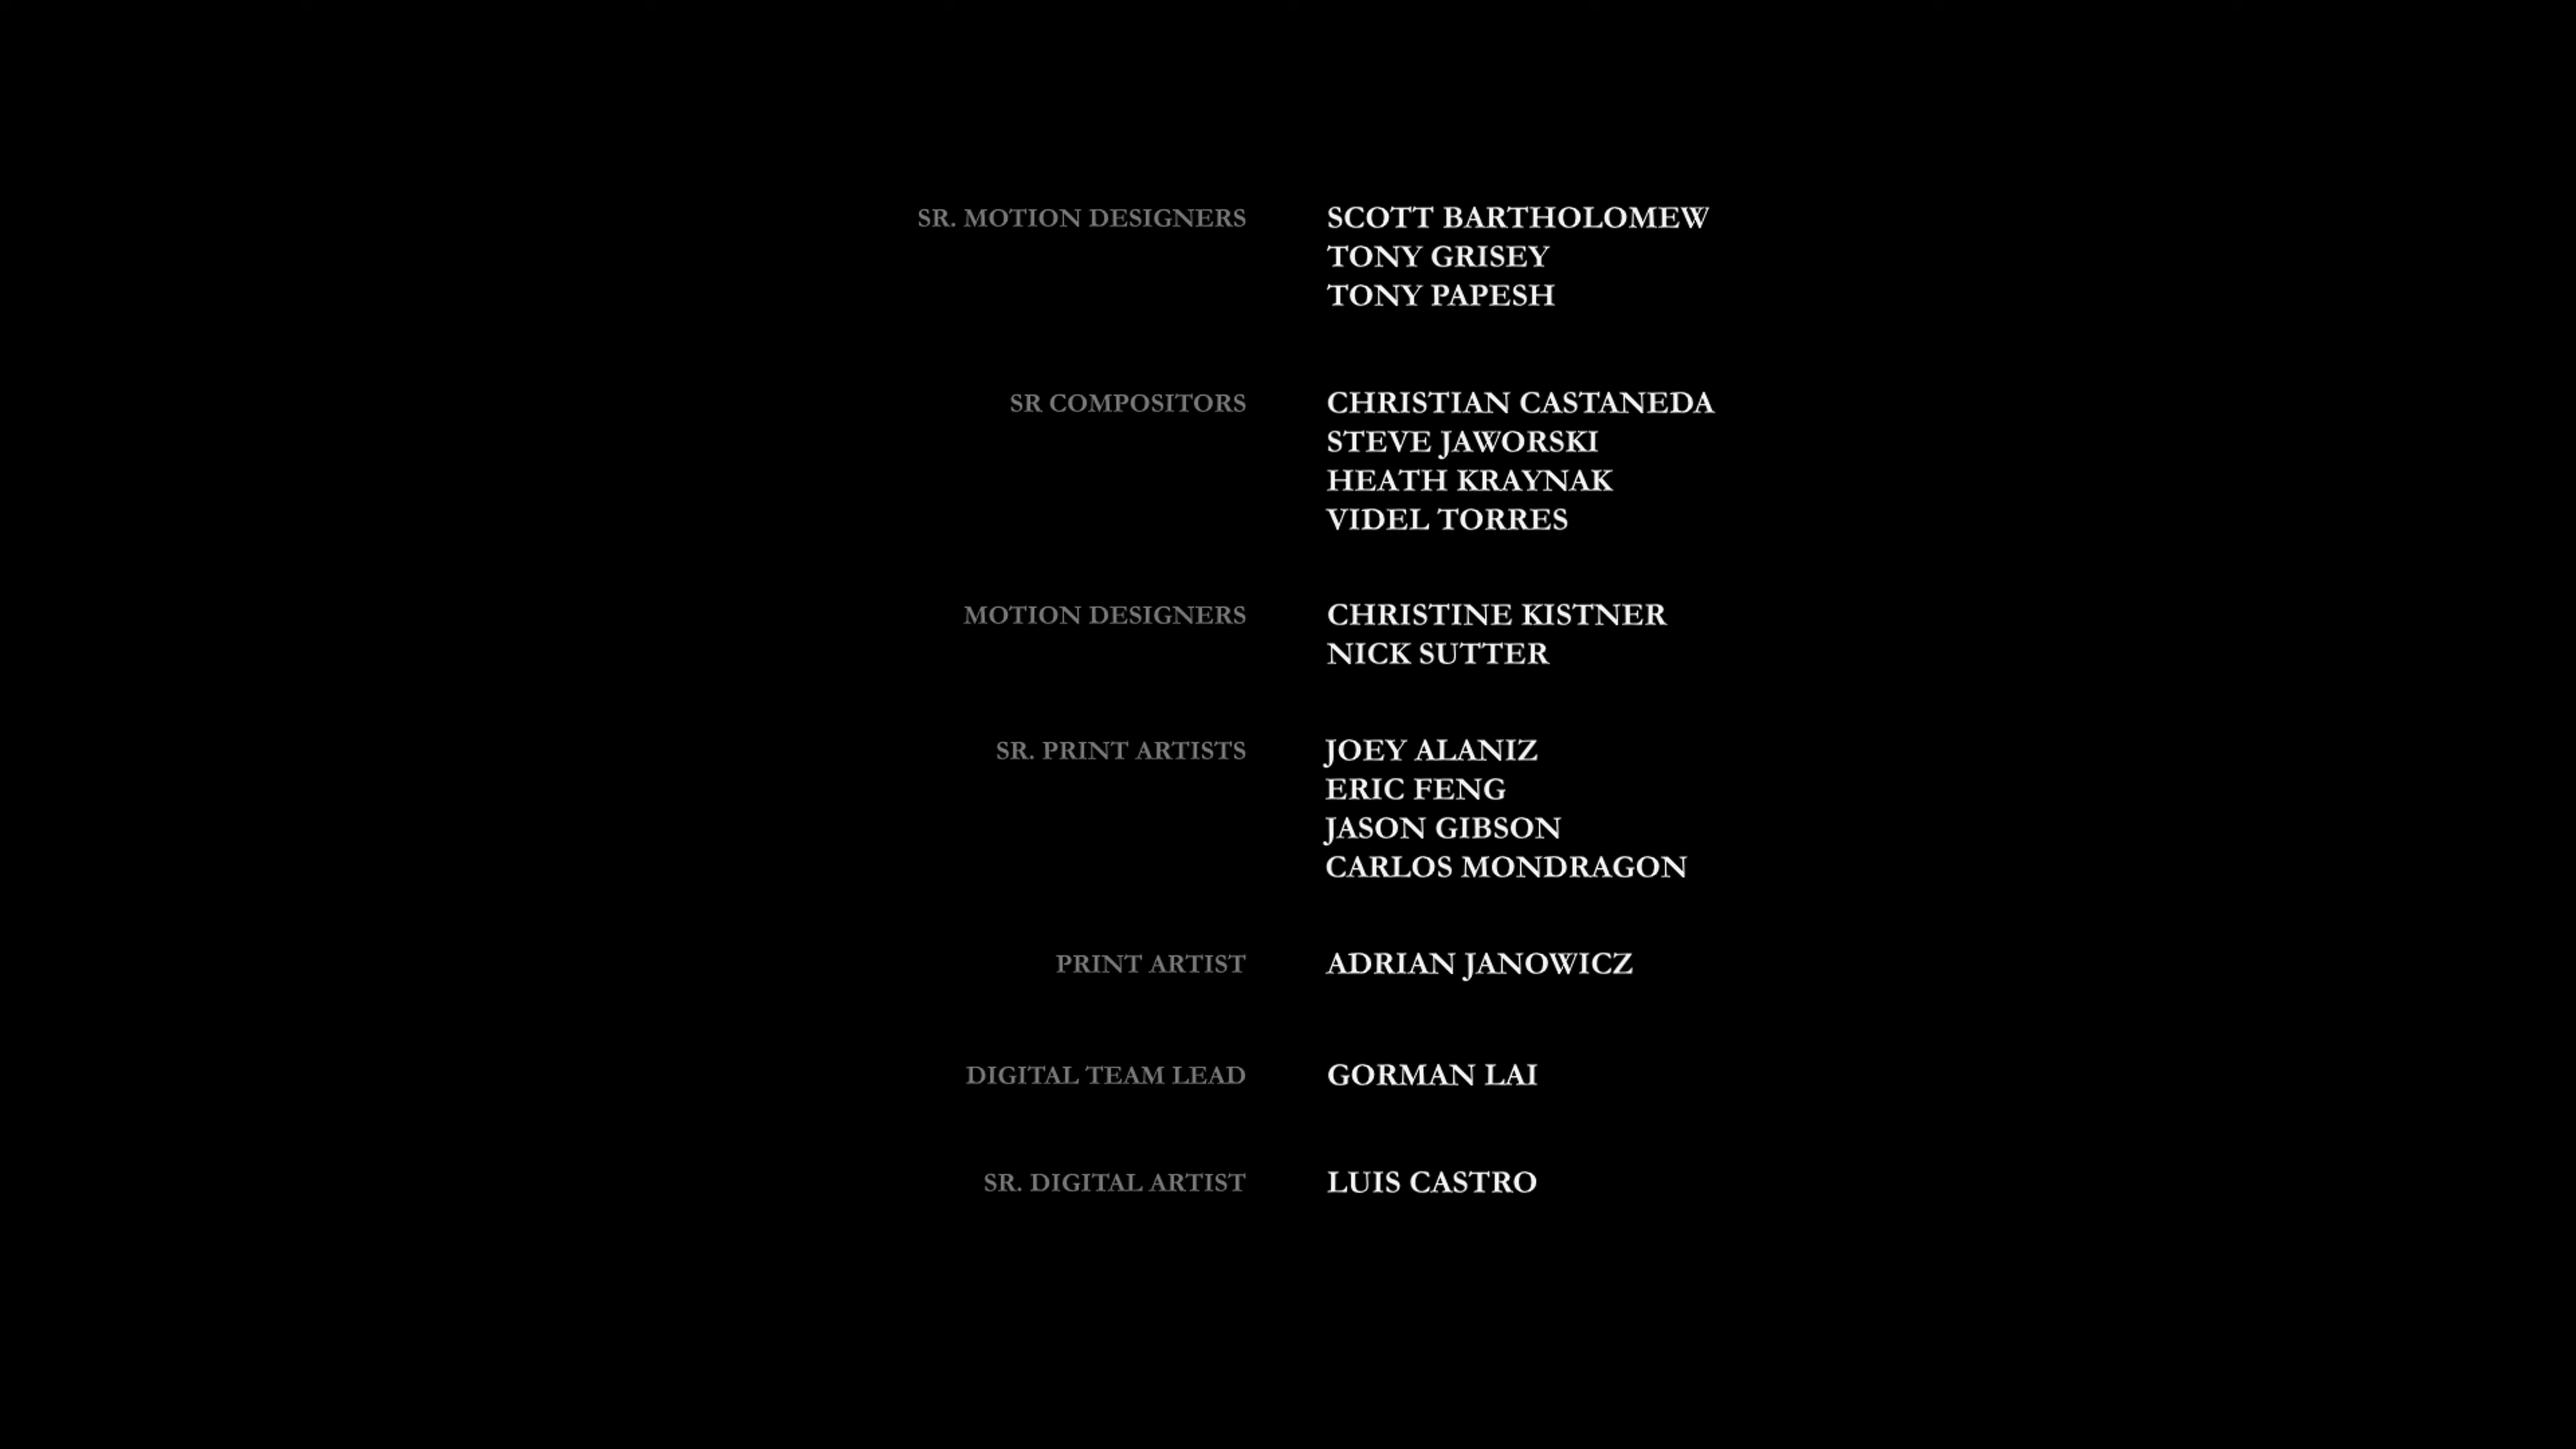 SR. MOTION DESIGNERS SCOTT BARTHOLOMEW
TONY GRISEY
TONY PAPESH
SR COMPOSITORS CHRISTIAN CASTANEDA
STEVE JAWORSKI
HEATH KRAYNAK
VIDEL TORRES
MOTION DESIGNERS CHRISTINE KISTNER
NICK SUTTER
SR. PRINT ARTISTS JOEY ALANIZ
ERIC FENG
JASON GIBSON
CARLOS MONDRAGON
PRINT ARTIST ADRIAN JANOWICZ
DIGITAL TEAM LEAD GORMAN LAI
SR. DIGITAL ARTIST LUIS CASTRO